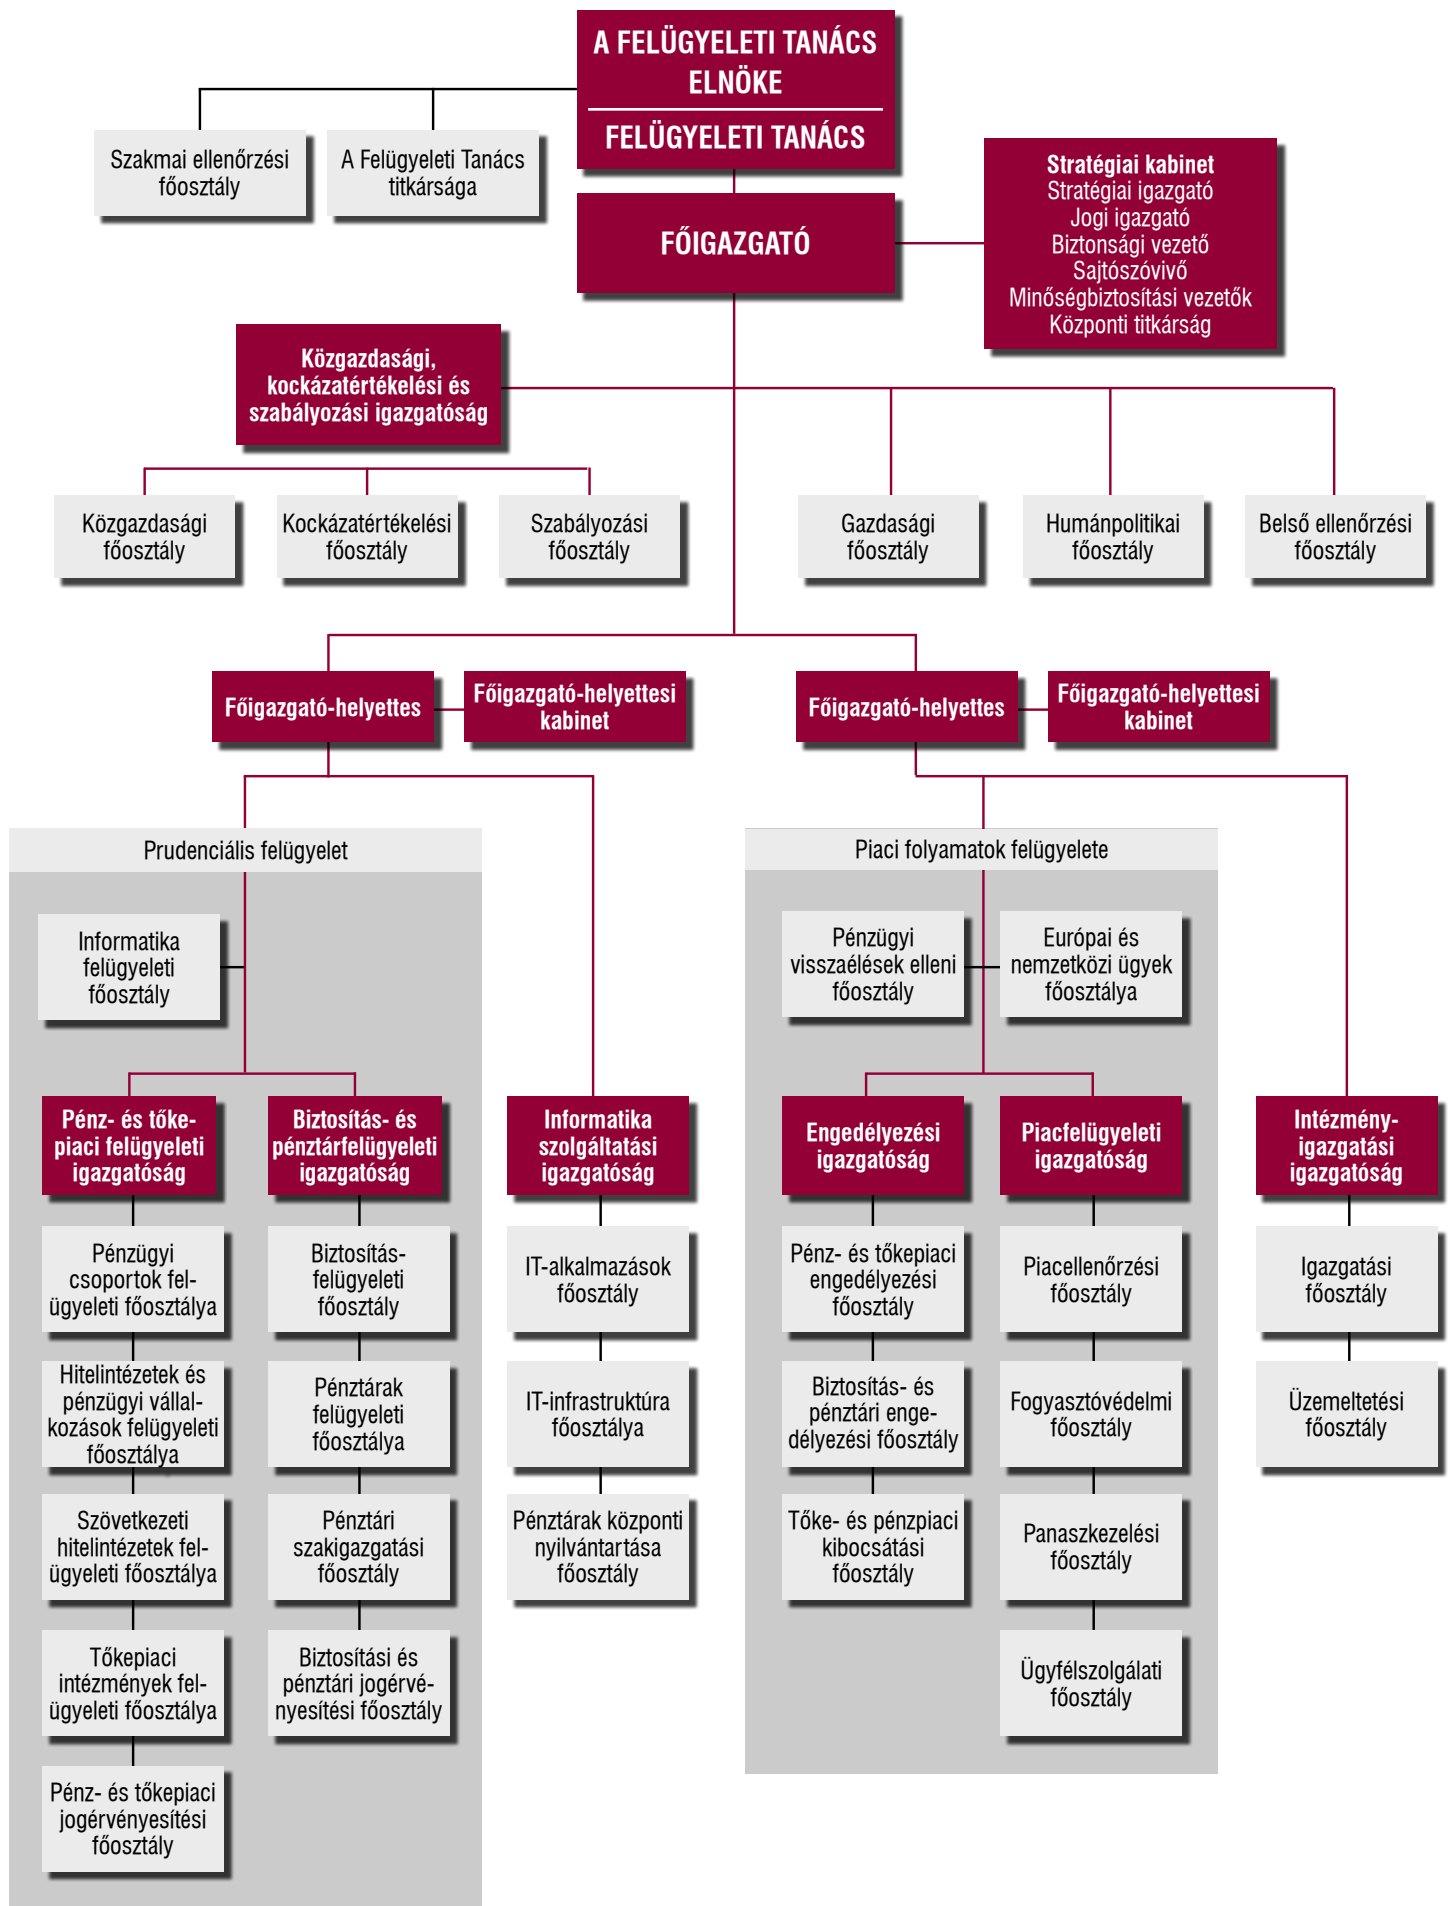 A FELÜGYELETI TANÁCS
ELNÖKE
FELÜGYELETI TANÁCS
Szakmai ellenőrzési
főosztály
A Felügyeleti Tanács
titkársága
FŐIGAZGATÓ
Stratégiai kabinet
Stratégiai igazgató
Jogi igazgató
Biztonsági vezető
Sajtószóvivő
Minőségbiztosítási vezetők
Központi titkárság
Közgazdasági,
kockázatértékelési és
szabályozási igazgatóság
Közgazdasági
főosztály
Kockázatértékelési
főosztály
Szabályozási
főosztály
Gazdasági
főosztály
Humánpolitikai
főosztály
Belső ellenőrzési
főosztály
Főigazgató-helyettes
Főigazgató-helyettesi
kabinet
Főigazgató-helyettes
Főigazgató-helyettesi
kabinet
Prudenciális felügyelet
Informatika
felügyeleti
főosztály
Pénz- és tőke-
piaci felügyeleti
igazgatóság
Pénzügyi
csoportok fel-
ügyeleti főosztálya
Hitelintézetek és
pénzügyi vállal-
kozások felügyeleti
főosztálya
Szövetkezeti
hitelintézetek fel-
ügyeleti főosztálya
Tőkepiaci
intézmények fel-
ügyeleti főosztálya
Pénz- és tőkepiaci
jogérvényesítési
főosztály
Biztosítás- és
pénztárfelügyeleti
igazgatóság
Biztosítás-
felügyeleti
főosztály
Pénztárak
felügyeleti
főosztálya
Pénztári
szakigazgatási
főosztály
Biztosítási és
pénztári jogérvé-
nyesítési főosztály
Informatika
szolgáltatási
igazgatóság
IT-alkalmazások
főosztály
IT-infrastruktúra
főosztálya
Pénztárak központi
nyilvántartása
főosztály
Piaci folyamatok felügyelete
Pénzügyi
visszaélések elleni
főosztály
Európai és
nemzetközi ügyek
főosztálya
Engedélyezési
igazgatóság
Pénz- és tőkepiaci
engedélyezési
főosztály
Biztosítás- és
pénztári enge-
délyezési főosztály
Tőke- és pénzpiaci
kibocsátási
főosztály
Piacfelügyeleti
igazgatóság
Piacellenőrzési
főosztály
Fogyasztóvédelmi
főosztály
Panaszkezelési
főosztály
Ügyfélszolgálati
főosztály
Intézmény-
igazgatási
igazgatóság
Igazgatási
főosztály
Üzemeltetési
főosztály